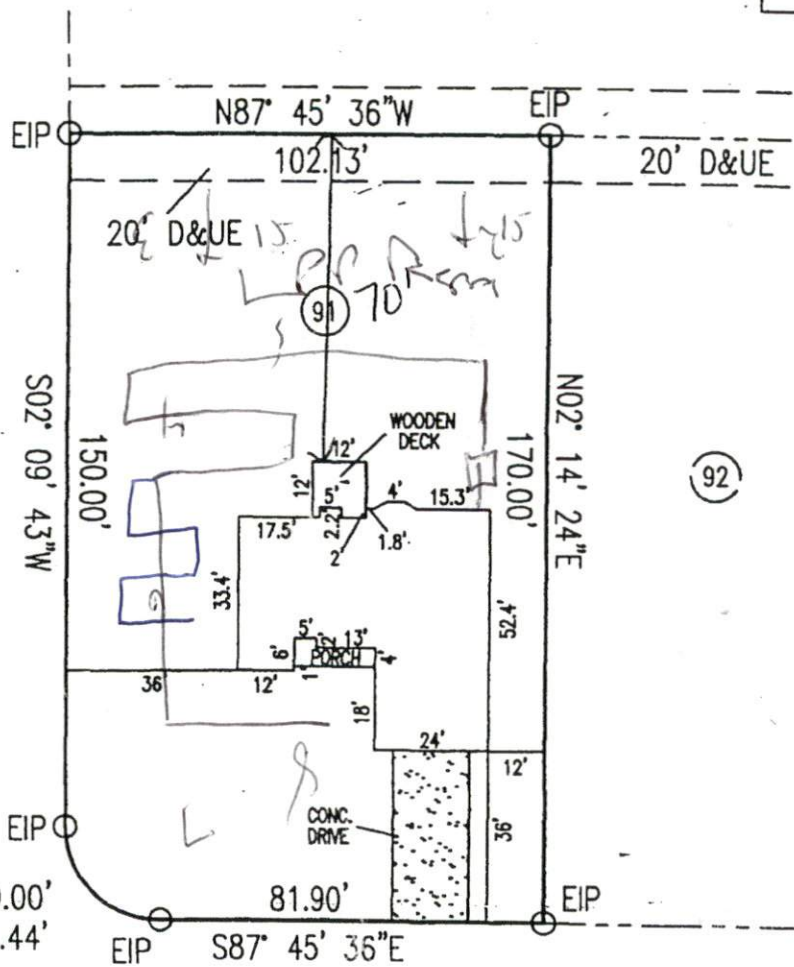 N87° 45' 36"W
EIP
EIP
102.13'
20' D&UE
20' D&UE
15
15
91
70
S02° 09' 43"W
150.00'
WOODEN
DECK
12'
12'
5'
4'
15.3'
17.5'
2.2'
2'
1.8'
170.00'
N02° 14' 24"E
92
33.4'
52.4'
5'
2'
13'
6'
PORCH
4'
1'
36
12'
18'
24'
12'
36'
CONC.
DRIVE
EIP
.00'
.44'
81.90'
EIP
EIP
S87° 45' 36"E